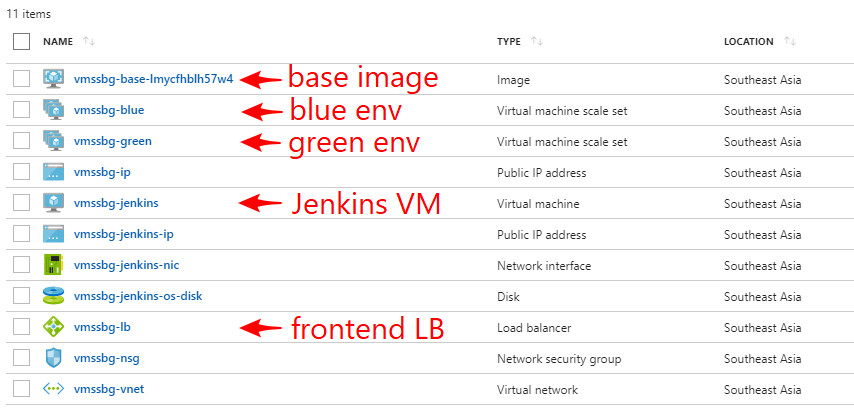 11 items
NAME TYPE LOCATION
vmssbg-base-lmycfhblh57w4 base image Image Southeast Asia
vmssbg-blue blue env Virtual machine scale set Southeast Asia
vmssbg-green green env Virtual machine scale set Southeast Asia
vmssbg-ip Public IP address Southeast Asia
vmssbg-jenkins Jenkins VM Virtual machine Southeast Asia
vmssbg-jenkins-ip Public IP address Southeast Asia
vmssbg-jenkins-nic Network interface Southeast Asia
vmssbg-jenkins-os-disk Disk Southeast Asia
vmssbg-lb frontend LB Load balancer Southeast Asia
vmssbg-nsg Network security group Southeast Asia
vmssbg-vnet Virtual network Southeast Asia